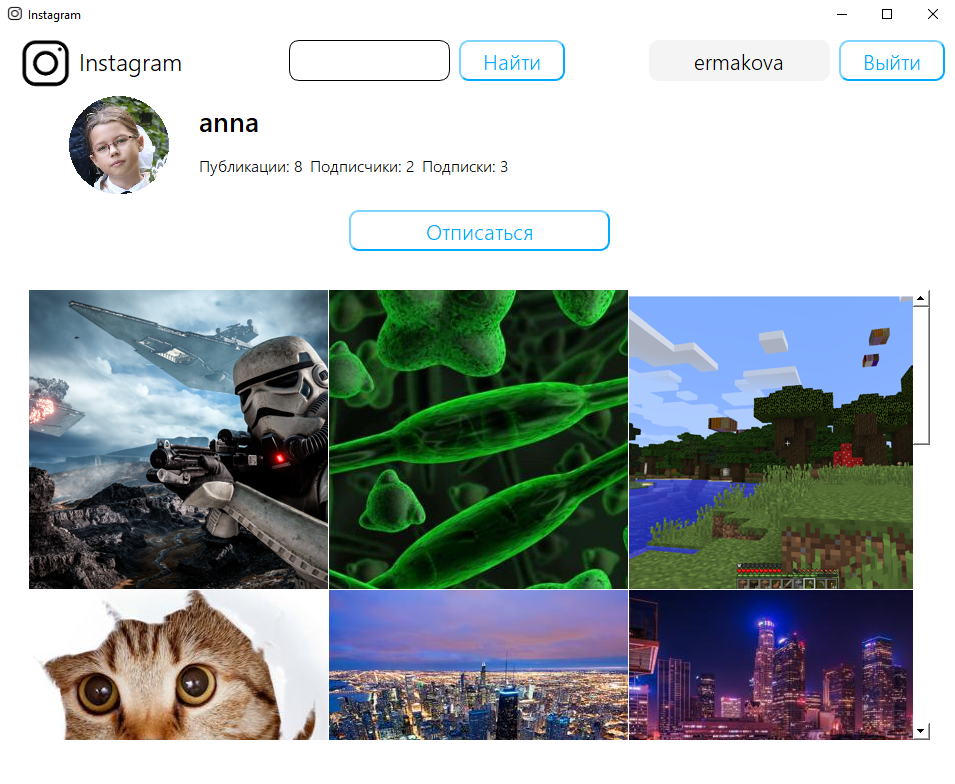 Instagram
Instagram
Найти
ermakova
Выйти
anna
Публикации: 8 Подписчики: 2 Подписки: 3
Отписаться